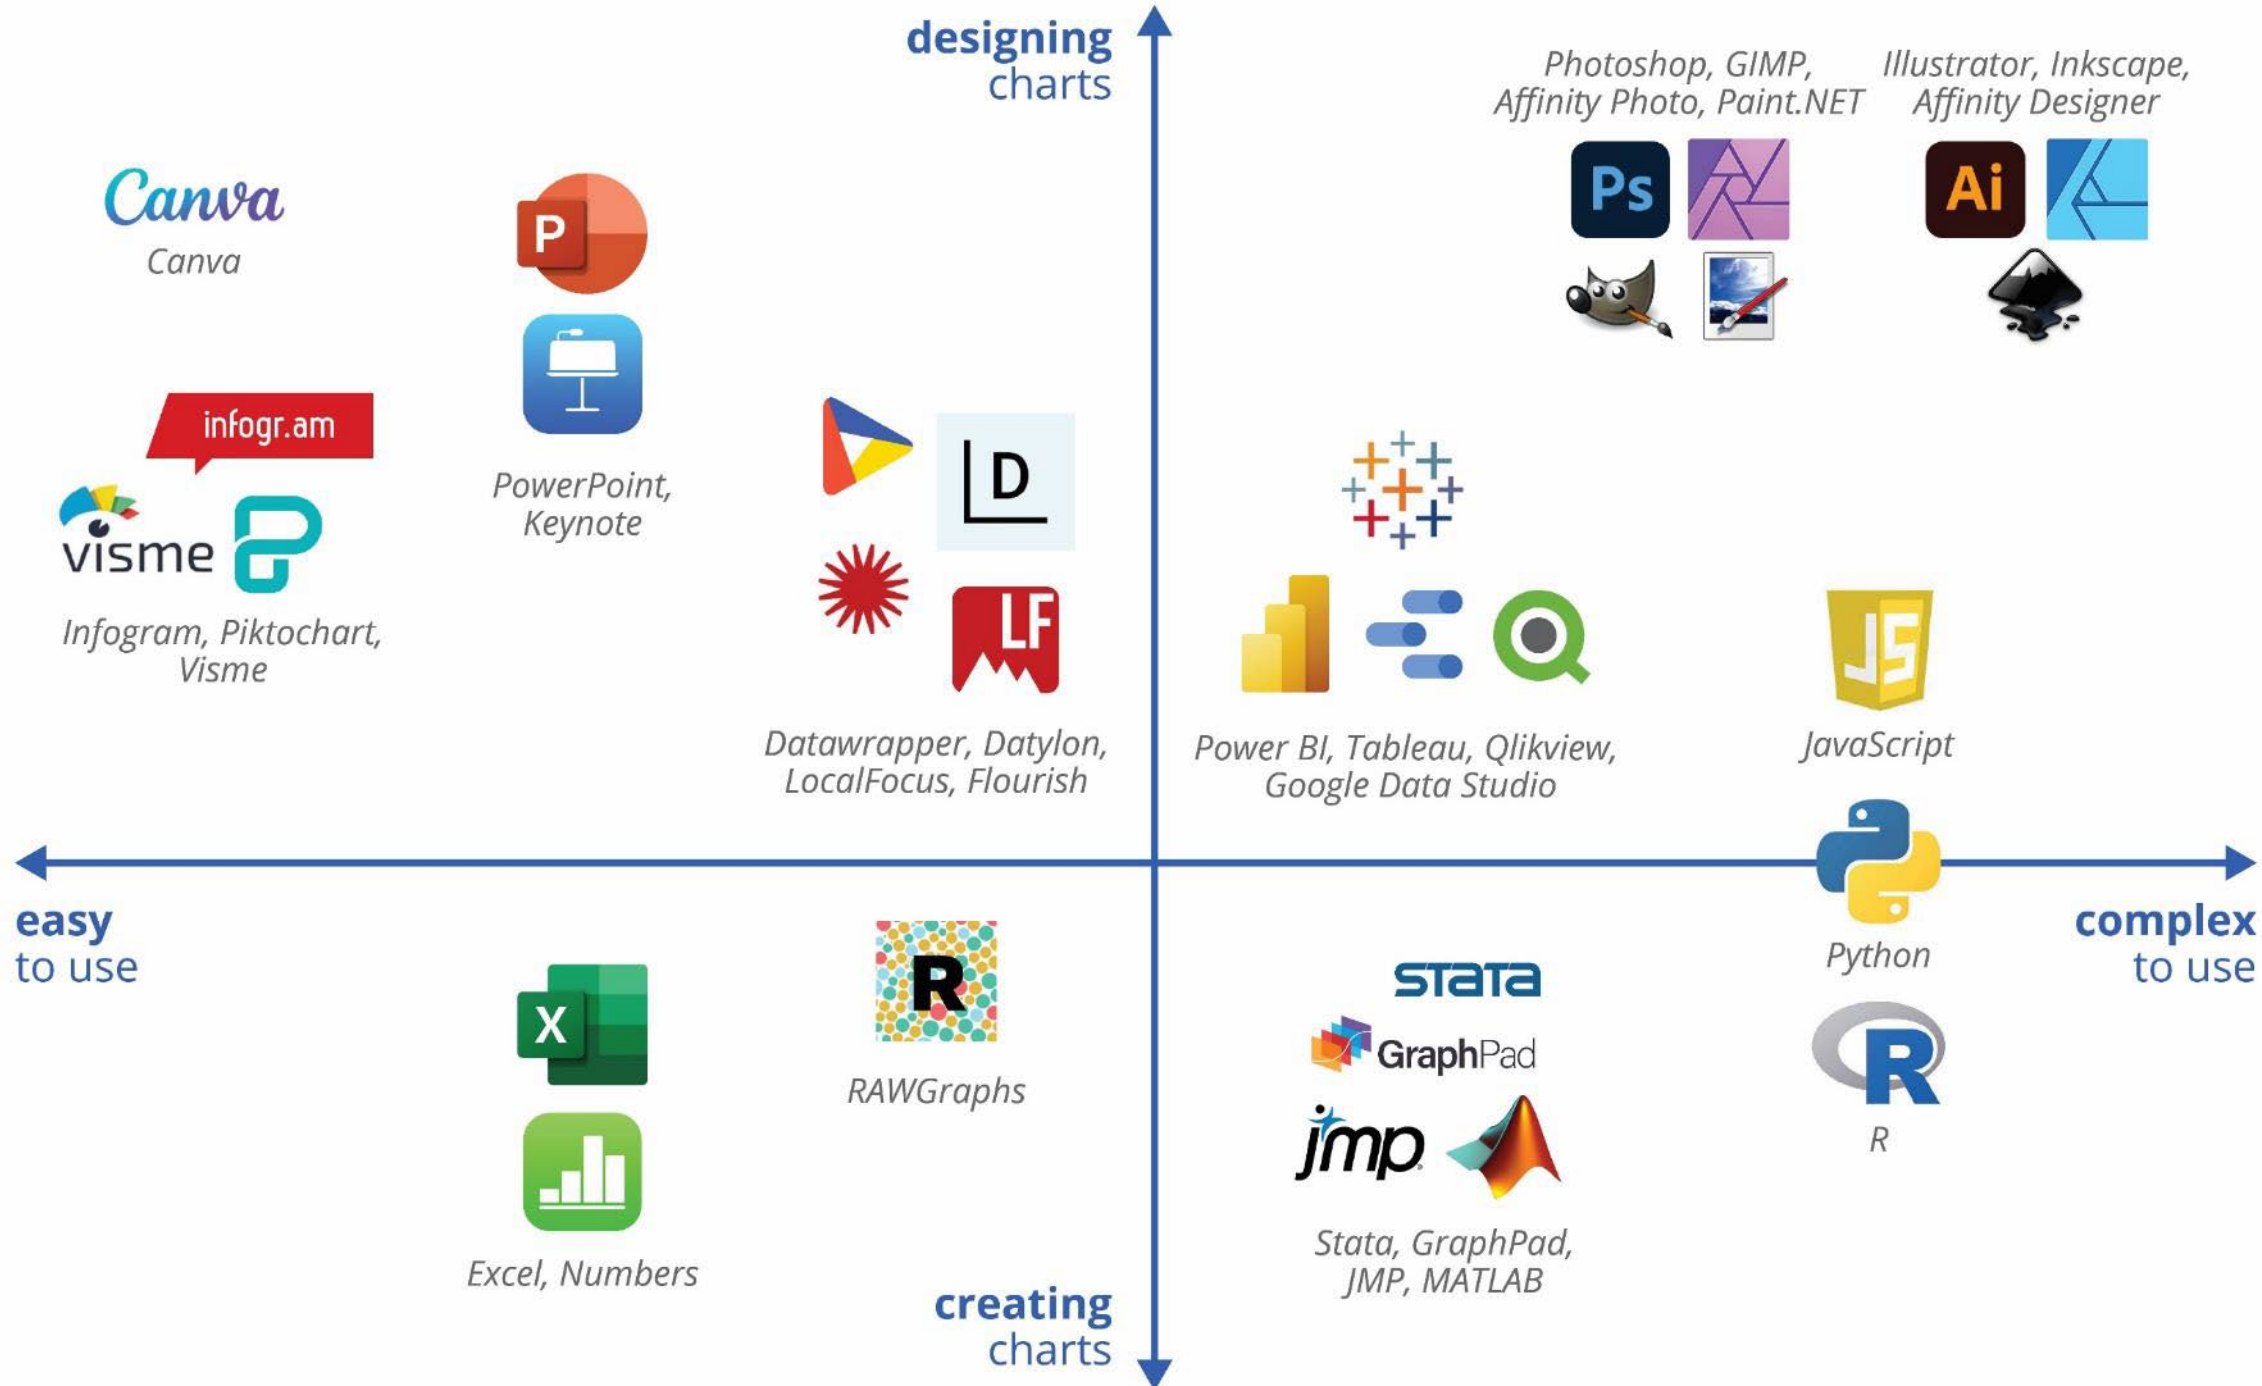 designing
charts
Photoshop, GIMP,
Affinity Photo, Paint.NET
Illustrator, Inkscape,
Affinity Designer
Ps
Ai
Canva
Canva
P
PowerPoint,
Keynote
infogr.am
visme
Infogram, Piktochart,
Visme
D
LF
Datawrapper, Datylon,
LocalFocus, Flourish
Power BI, Tableau, Qlikview,
Google Data Studio
JS
JavaScript
easy
to use
complex
to use
Python
X
Excel, Numbers
R
RAWGraphs
STATA
GraphPad
jmp
Stata, GraphPad,
JMP, MATLAB
R
R
creating
charts